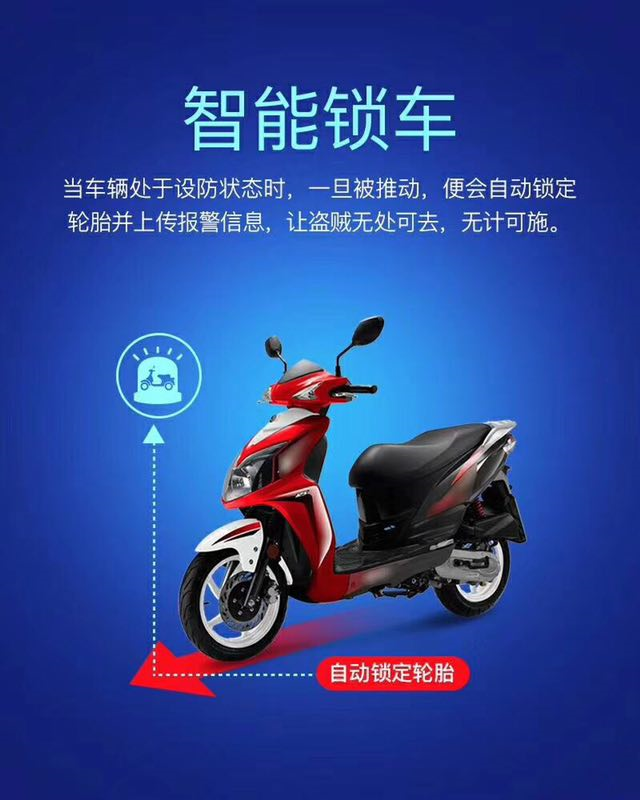 智能锁车
当车辆处于设防状态时，一旦被推动，便会自动锁定
轮胎并上传报警信息，让盗贼无处可去，无计可施。
自动锁定轮胎